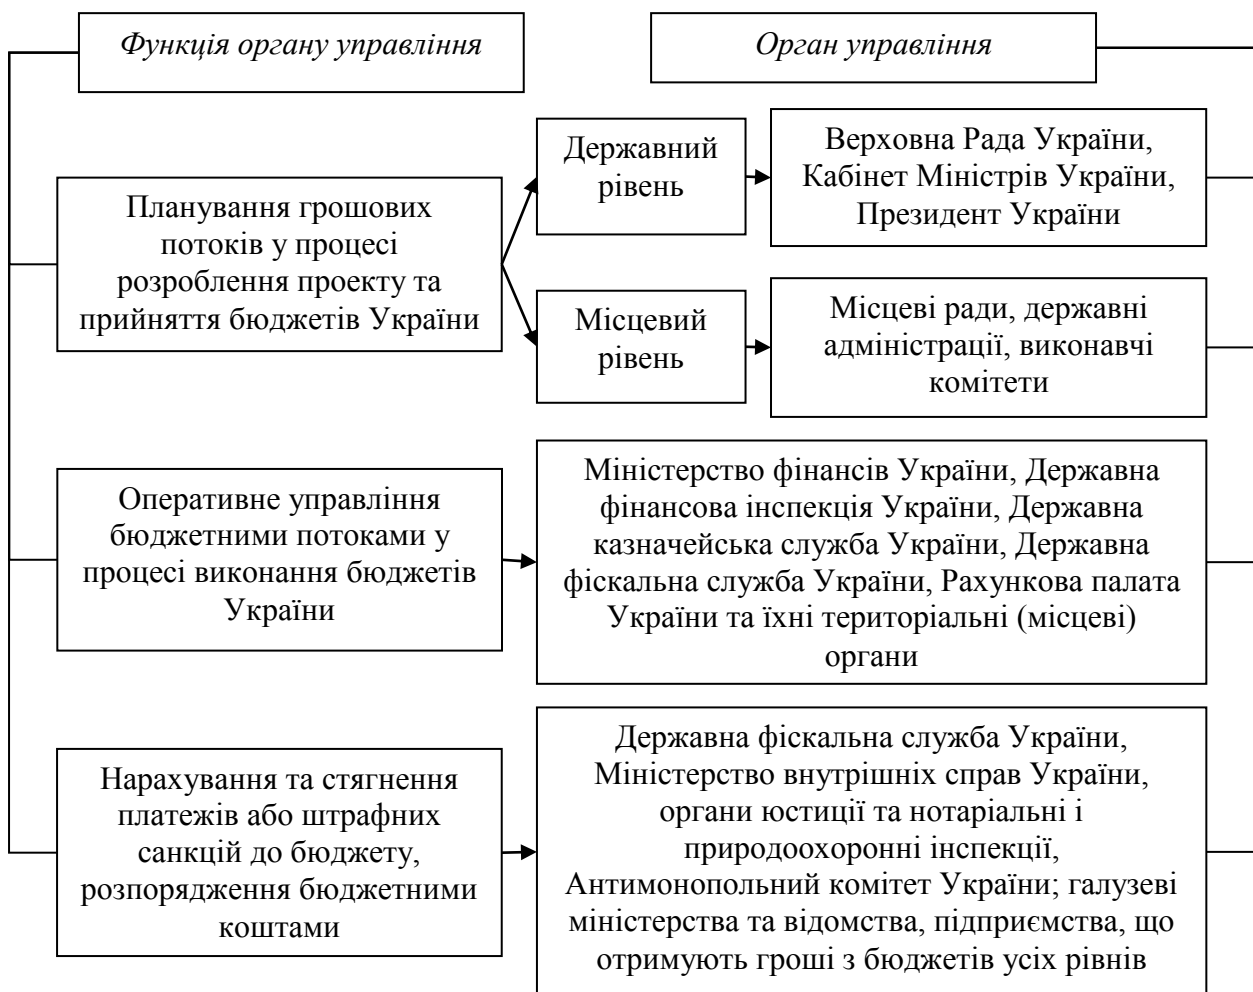 Функція органу управління
Орган управління
Планування грошових
потоків у процесі
розроблення проекту та
прийняття бюджетів України
Державний
рівень
Верховна Рада України,
Кабінет Міністрів України,
Президент України
Місцевий
рівень
Місцеві ради, державні
адміністрації, виконавчі
комітети
Оперативне управління
бюджетними потоками у
процесі виконання бюджетів
України
Міністерство фінансів України, Державна
фінансова інспекція України, Державна
казначейська служба України, Державна
фіскальна служба України, Рахункова палата
України та їхні територіальні (місцеві)
органи
Нарахування та стягнення
платежів або штрафних
санкцій до бюджету,
розпорядження бюджетними
коштами
Державна фіскальна служба України,
Міністерство внутрішніх справ України,
органи юстиції та нотаріальні і
природоохоронні інспекції,
Антимонопольний комітет України; галузеві
міністерства та відомства, підприємства, що
отримують гроші з бюджетів усіх рівнів